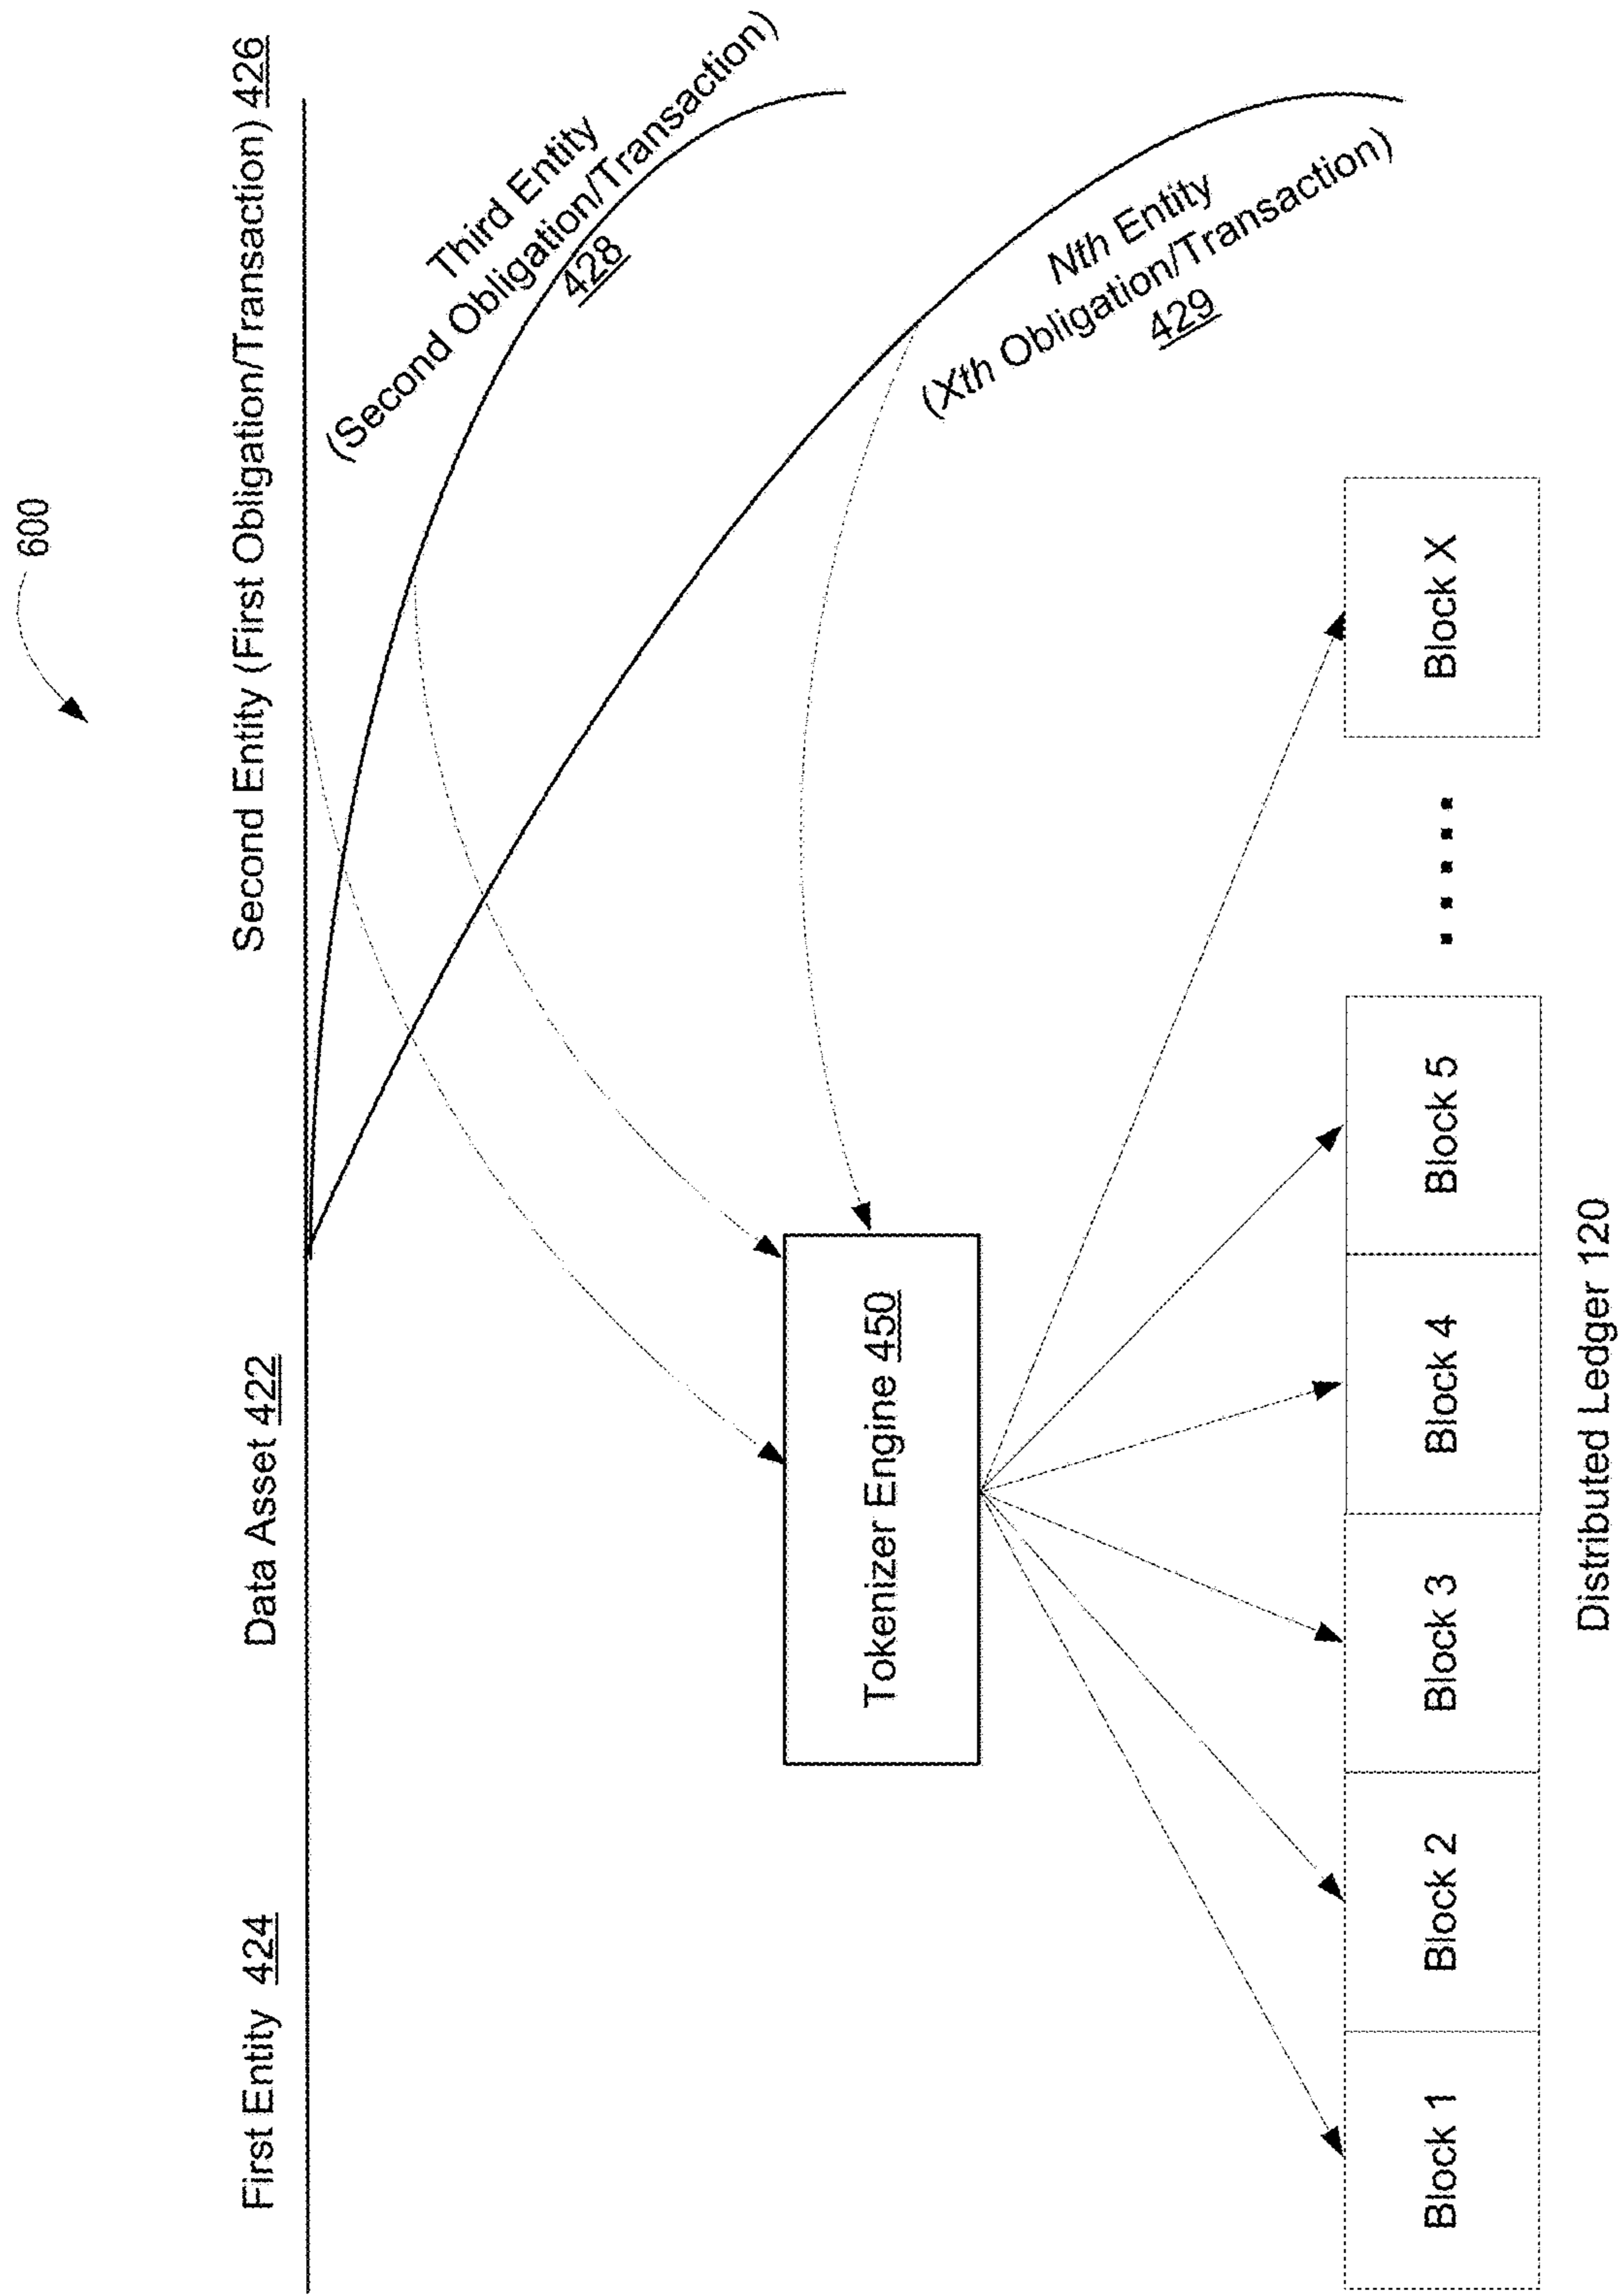 600
First Entity 424
Data Asset 422
Second Entity (First Obligation/Transaction) 426
Third Entity
(Second Obligation/Transaction)
428
Nth Entity
(Xth Obligation/Transaction)
429
Tokenizer Engine 450
Block 1
Block 2
Block 3
Block 4
Block 5
Block X
Distributed Ledger 120